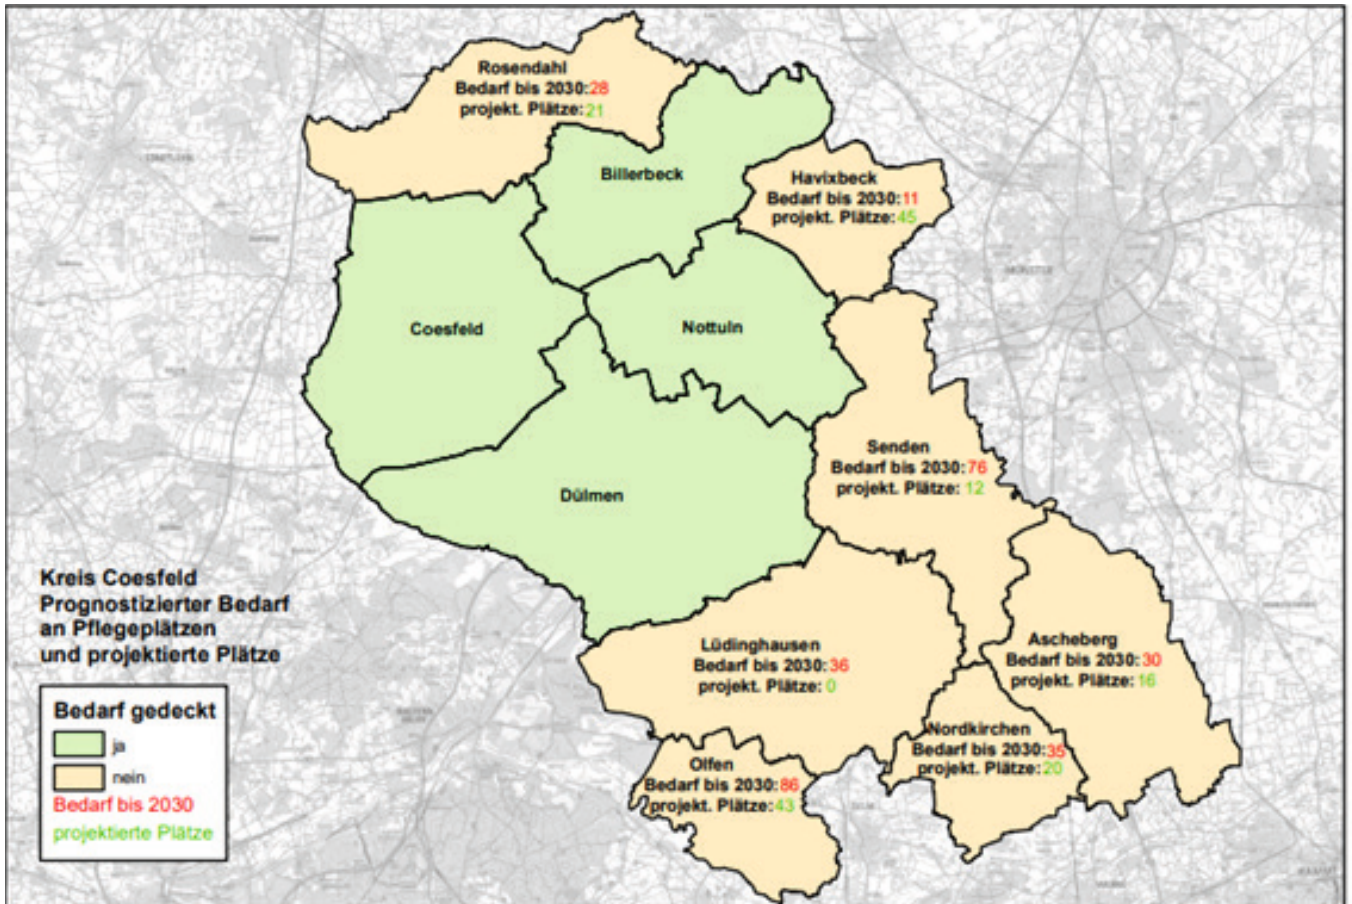 Rosendahl
Bedarf bis 2030:28
projekt. Plätze:21
Billerbeck
Havixbeck
Bedarf bis 2030:11
projekt. Plätze:45
MÜNSTER
Coesfeld
Nottuln
Senden
Bedarf bis 2030:76
projekt. Plätze: 12
Dülmen
Kreis Coesfeld
Prognostizierter Bedarf
an Pflegeplätzen
und projektierte Plätze
Lüdinghausen
Bedarf bis 2030:36
projekt. Plätze: 0
Ascheberg
Bedarf bis 2030:30
projekt. Plätze:16
Nordkirchen
Bedarf bis 2030:35
projekt. Plätze:20
Olfen
Bedarf bis 2030:86
projekt. Plätze:43
Bedarf gedeckt
ja
nein
Bedarf bis 2030
projektierte Plätze